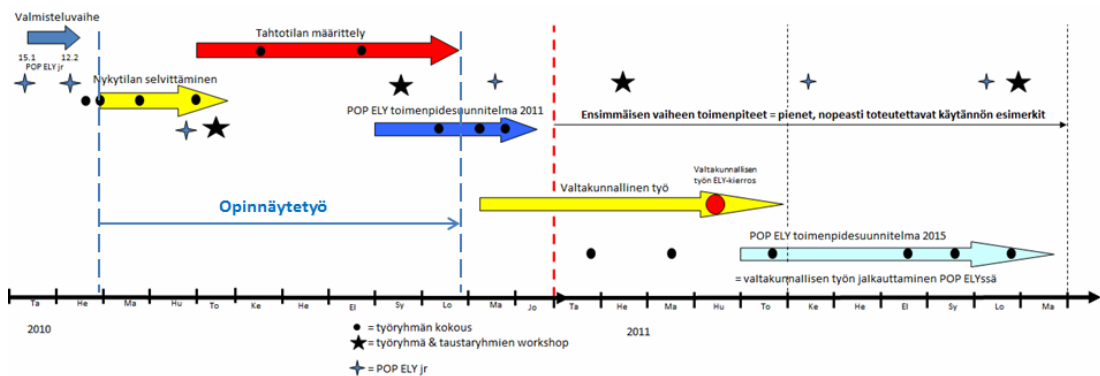 Valmisteluvaihe
15.1 12.2
POP ELY jr
Nykytilan selvittäminen
Tahtotilan määrittely
POP ELY toimenpidesuunnitelma 2011
Ensimmäisen vaiheen toimenpiteet = pienet, nopeasti toteutettavat käytännön esimerkit
Opinnäytetyö
Valtakunnallinen työ
Valtakunnallisen
työn ELY-kierros
POP ELY toimenpidesuunnitelma 2015
= valtakunnallisen työn jalkauttaminen POP ELYssä
Ta He Ma Hu To Ke He El Sy Lo Ma Jo Ta He Ma Hu To Ke He El Sy Lo Ma
2010 2011
= työryhmän kokous
= työryhmä & taustaryhmien workshop
= POP ELY jr